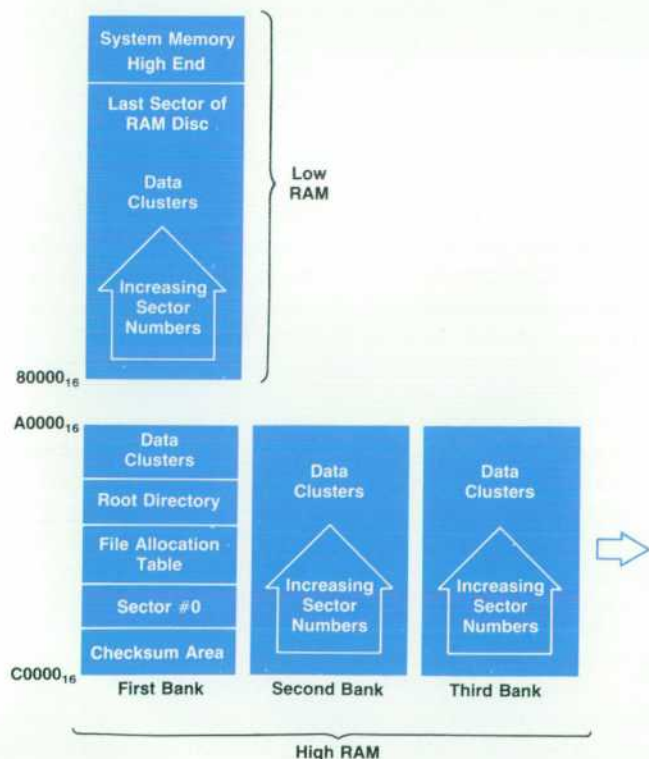 System Memory
High End
Last Sector of
RAM Disc
Data
Clusters
Increasing
Sector
Numbers
Low
RAM
80000₁₆
A0000₁₆
Data
Clusters
Root Directory
File Allocation
Table
Sector #0
Checksum Area
C0000₁₆
First Bank
Data
Clusters
Increasing
Sector
Numbers
Second Bank
Data
Clusters
Increasing
Sector
Numbers
Third Bank
High RAM